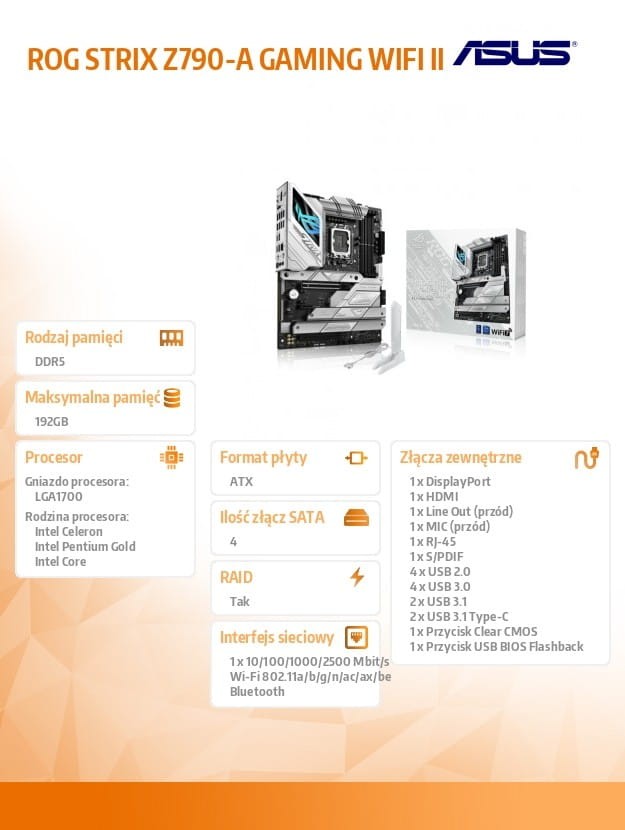 ROG STRIX Z790-A GAMING WIFI II
ASUS®
WiFi 7
Rodzaj pamięci
DDR5
Maksymalna pamięć
192GB
Procesor
Gniazdo procesora:
LGA1700
Rodzina procesora:
Intel Celeron
Intel Pentium Gold
Intel Core
Format płyty
ATX
Ilość złącz SATA
4
RAID
Tak
Interfejs sieciowy
1 x 10/100/1000/2500 Mbit/s
Wi-Fi 802.11a/b/g/n/ac/ax/be
Bluetooth
Złącza zewnętrzne
1 x DisplayPort
1 x HDMI
1 x Line Out (przód)
1 x MIC (przód)
1 x RJ-45
1 x S/PDIF
4 x USB 2.0
4 x USB 3.0
2 x USB 3.1
2 x USB 3.1 Type-C
1 x Przycisk Clear CMOS
1 x Przycisk USB BIOS Flashback